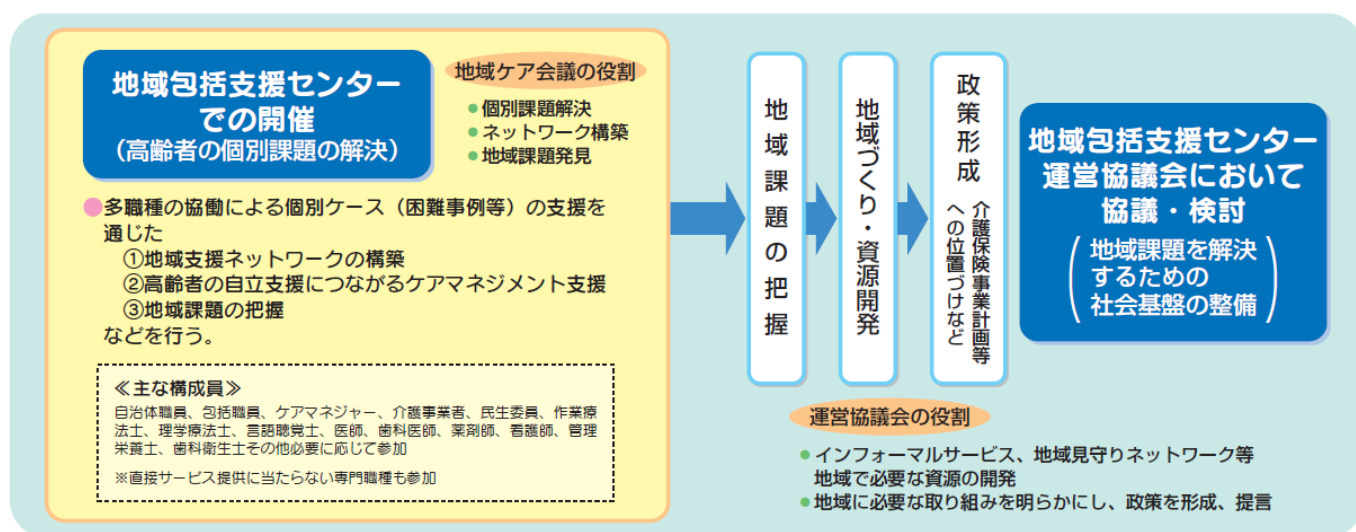 地域包括支援センター
での開催
(高齢者の個別課題の解決)
地域ケア会議の役割
●個別課題解決
●ネットワーク構築
●地域課題発見
●多職種の協働による個別ケース(困難事例等)の支援を
通じた
①地域支援ネットワークの構築
②高齢者の自立支援につながるケアマネジメント支援
③地域課題の把握
などを行う。
≪主な構成員≫
自治体職員、包括職員、ケアマネジャー、介護事業者、民生委員、作業療
法士、理学療法士、言語聴覚士、医師、歯科医師、薬剤師、看護師、管理
栄養士、歯科衛生士その他必要に応じて参加
※直接サービス提供に当たらない専門職種も参加
地域課題の把握
地域づくり・資源開発
政策形成
介護保険事業計画等
への位置づけなど
地域包括支援センター
運営協議会において
協議・検討
(地域課題を解決
するための
社会基盤の整備)
運営協議会の役割
●インフォーマルサービス、地域見守りネットワーク等
地域で必要な資源の開発
●地域に必要な取り組みを明らかにし、政策を形成、提言